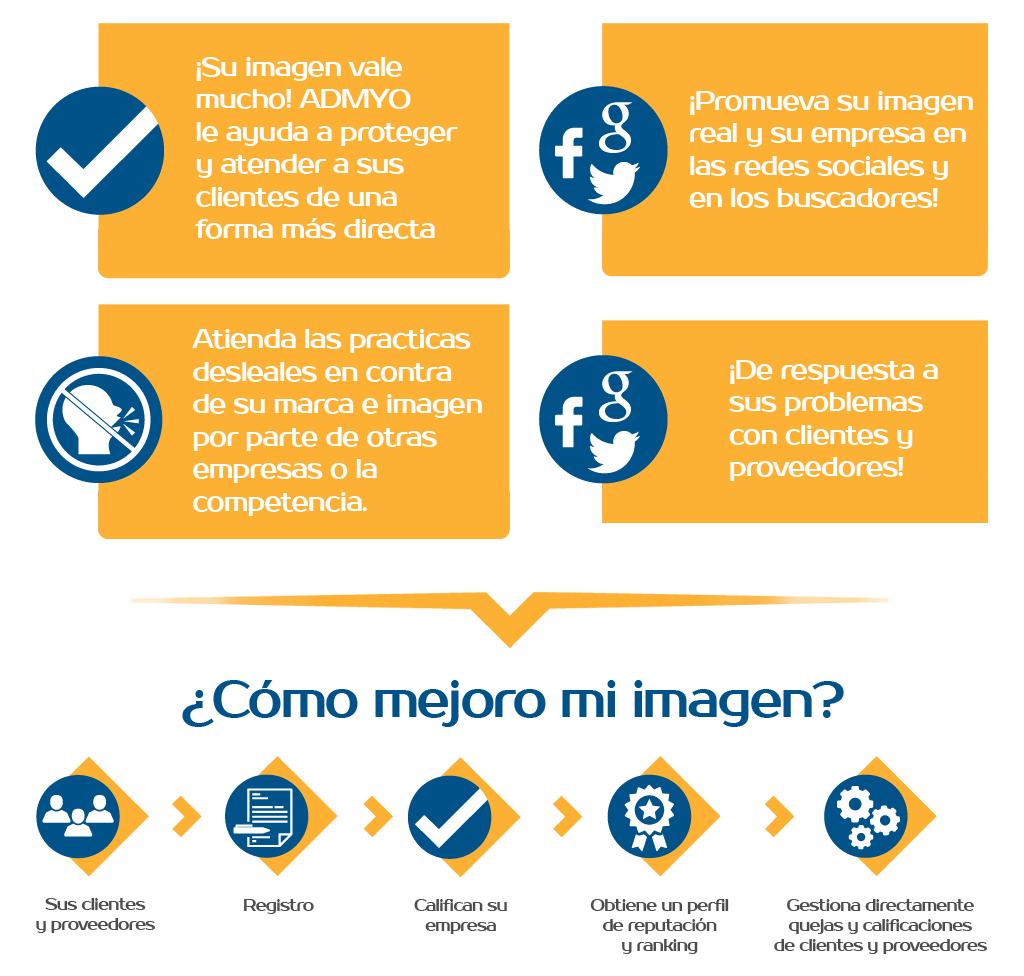 ¡Su imagen vale
mucho! ADMYO
le ayuda a proteger
y atender a sus
clientes de una
forma más directa
¡Promueva su imagen
real y su empresa en
las redes sociales y
en los buscadores!
Atienda las practicas
desleales en contra
de su marca e imagen
por parte de otras
empresas o la
competencia.
¡De respuesta a
sus problemas
con clientes y
proveedores!
¿Cómo mejoro mi imagen?
Sus clientes
y proveedores
Registro
Califican su
empresa
Obtiene un perfil
de reputación
y ranking
Gestiona directamente
quejas y calificaciones
de clientes y proveedores